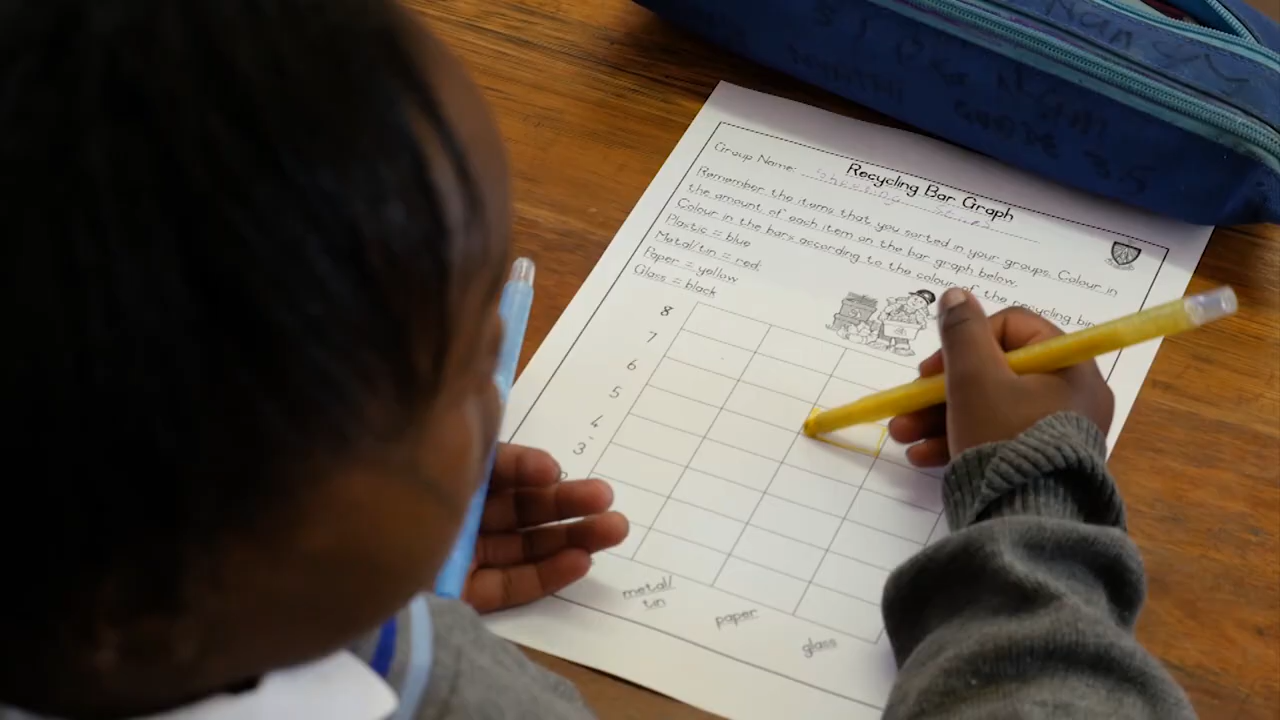 Recycling Bar Graph
Group Name:
Remember the items that you sorted in your groups. Colour in
the amount of each item on the bar graph below.
Colour in the bars according to the colour of the recycling bin
Plastic = blue
Metal/tin = red
Paper = yellow
Glass = black
8
7
6
5
4
3
metal/
tin
paper
glass